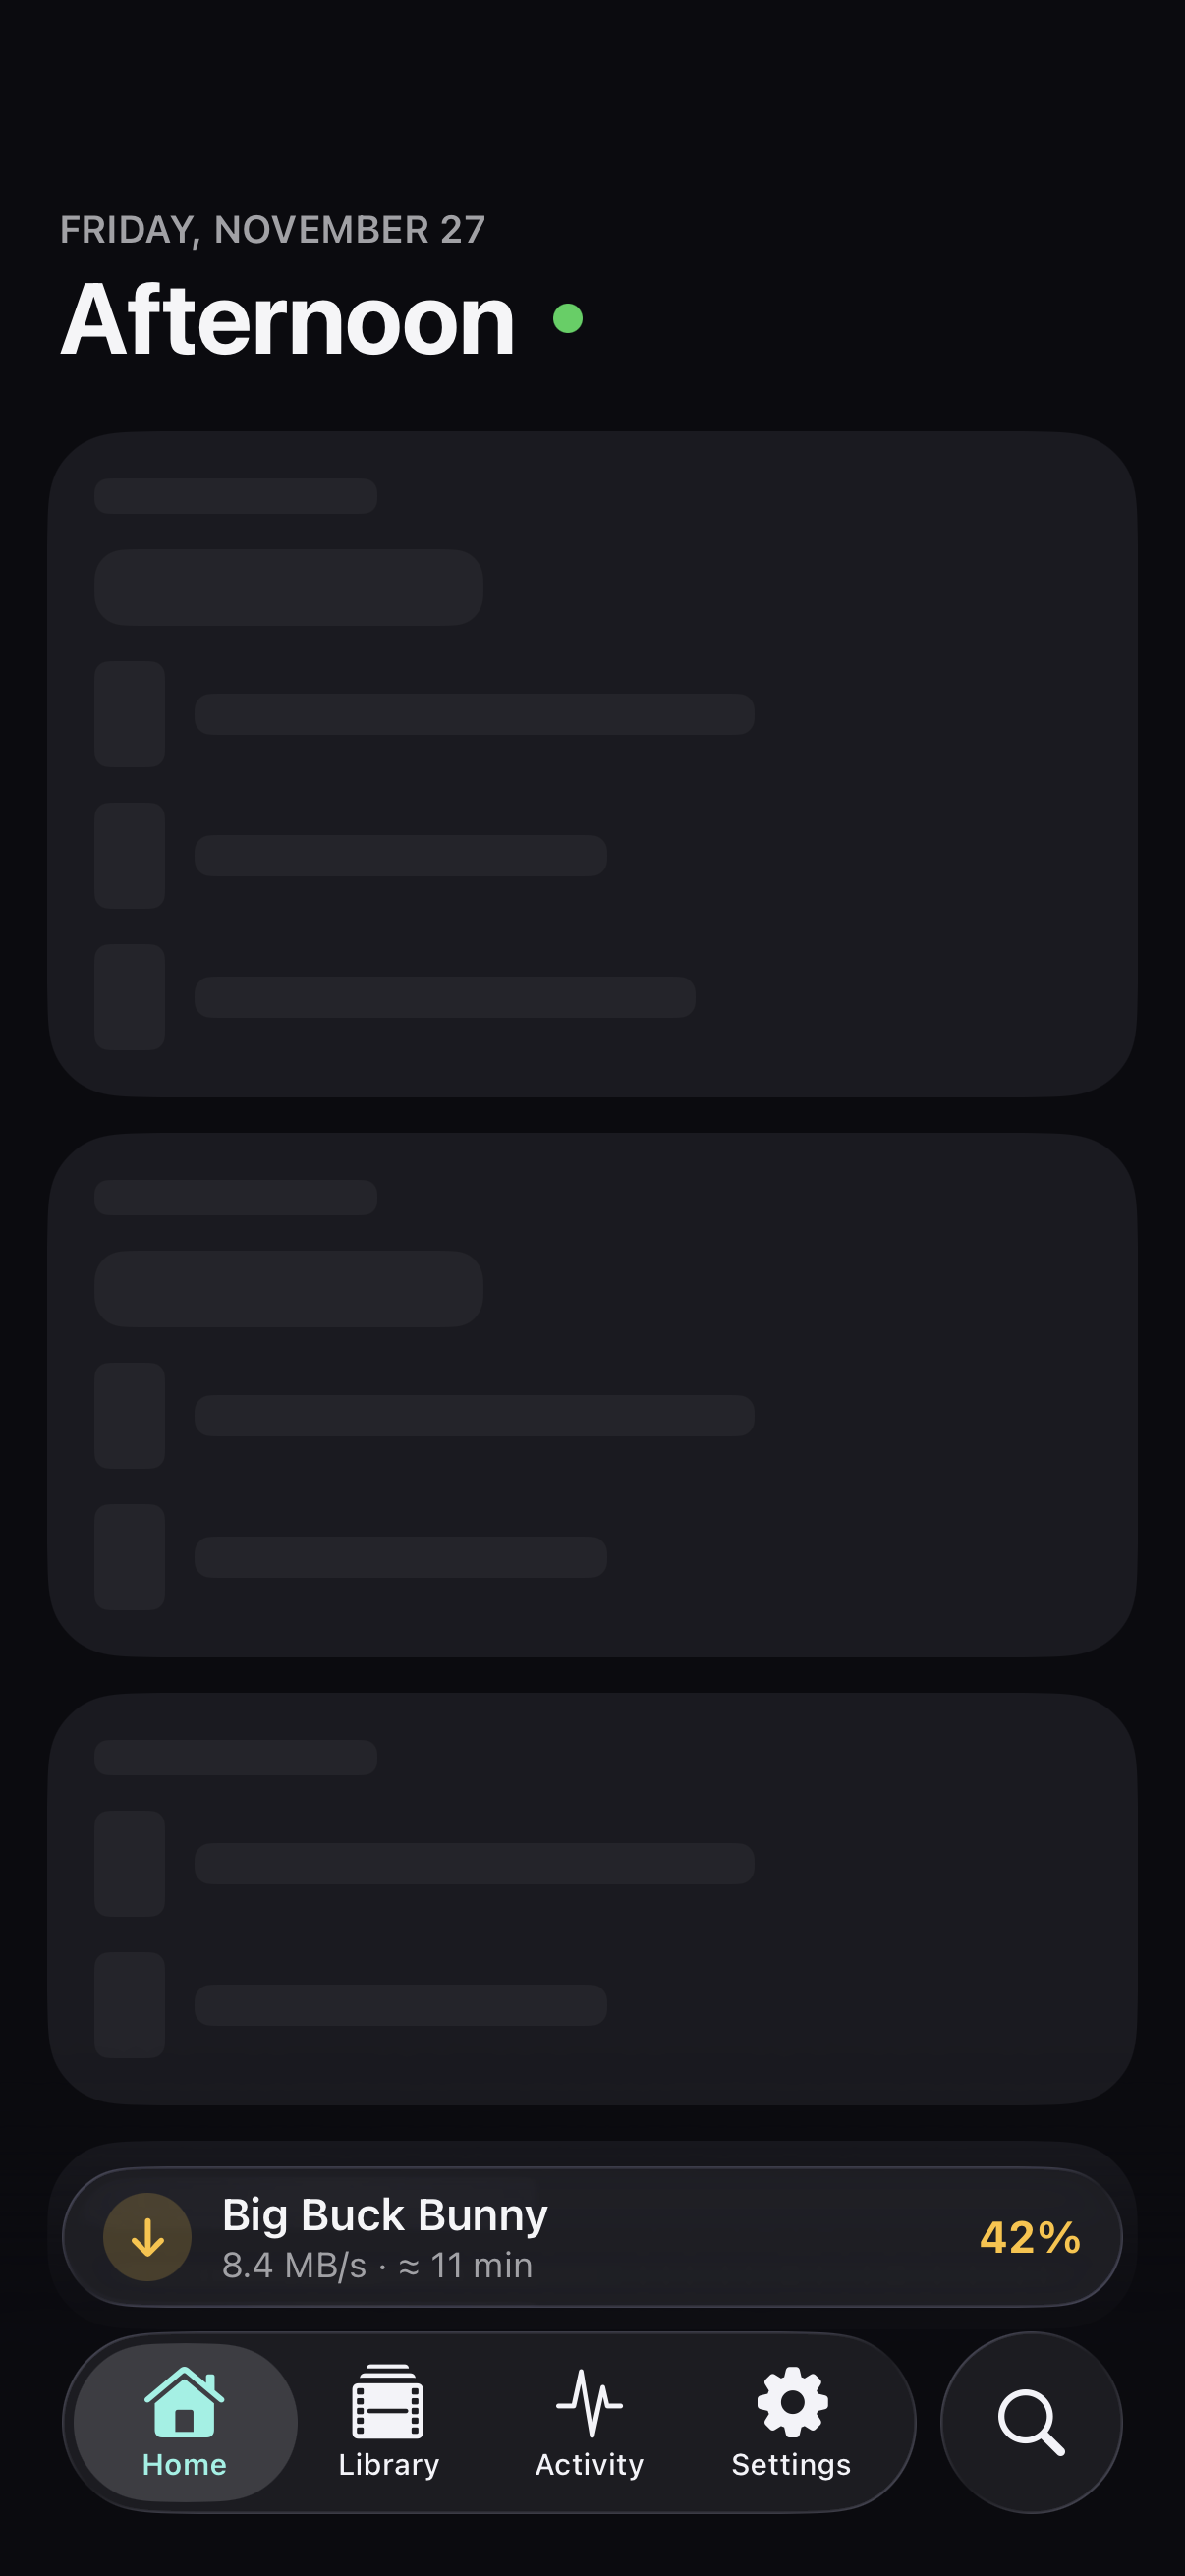 FRIDAY, NOVEMBER 27
Afternoon
Big Buck Bunny
8.4 MB/s · ≈ 11 min
42%
Home
Library
Activity
Settings